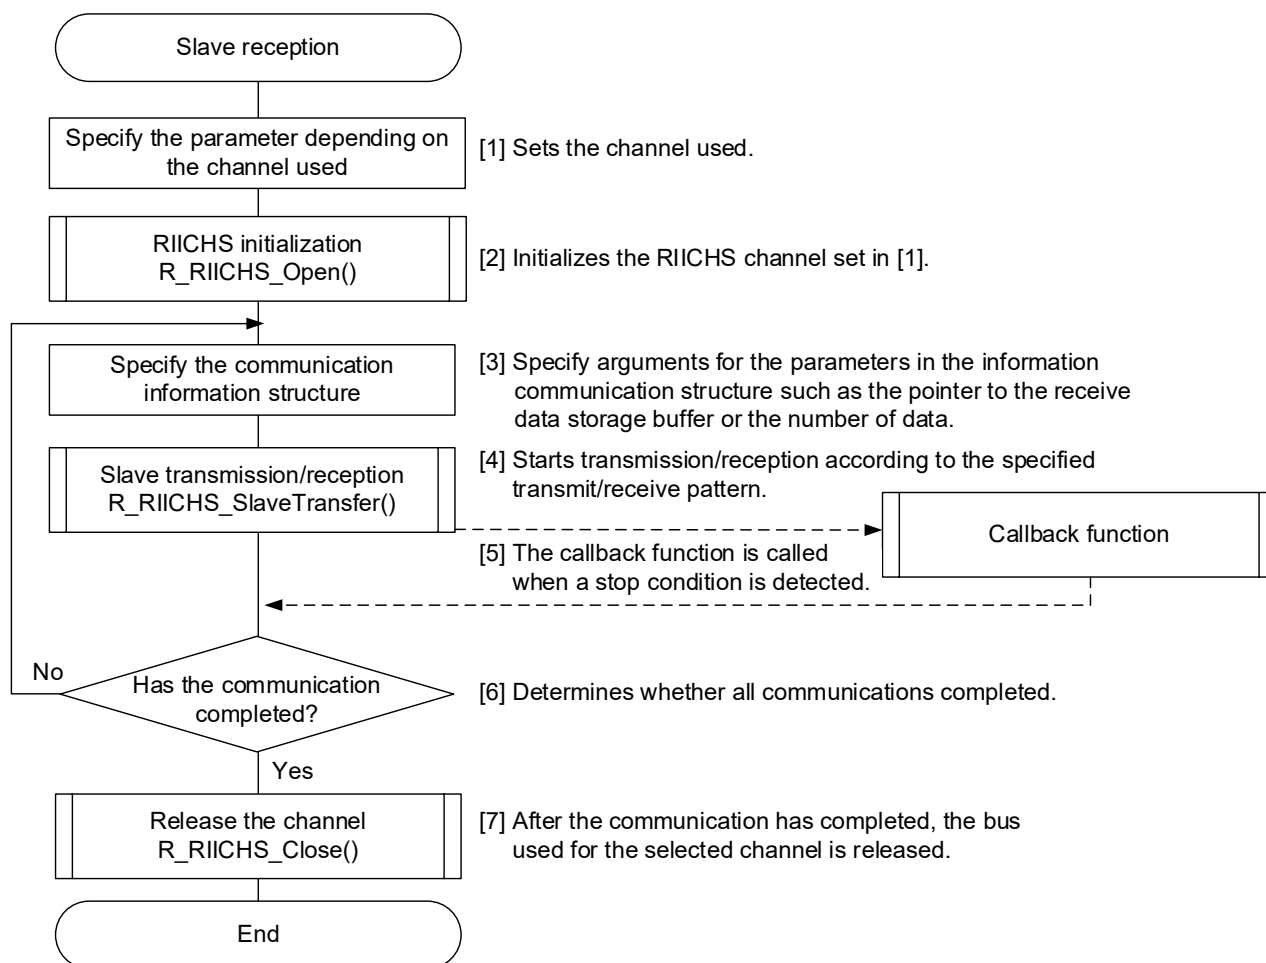 Slave reception
Specify the parameter depending on
the channel used
[1] Sets the channel used.
RIICHS initialization
R_RIICHS_Open()
[2] Initializes the RIICHS channel set in [1].
Specify the communication
information structure
[3] Specify arguments for the parameters in the information
communication structure such as the pointer to the receive
data storage buffer or the number of data.
Slave transmission/reception
R_RIICHS_SlaveTransfer()
[4] Starts transmission/reception according to the specified
transmit/receive pattern.
Callback function
[5] The callback function is called
when a stop condition is detected.
No
Has the communication
completed?
[6] Determines whether all communications completed.
Yes
Release the channel
R_RIICHS_Close()
[7] After the communication has completed, the bus
used for the selected channel is released.
End